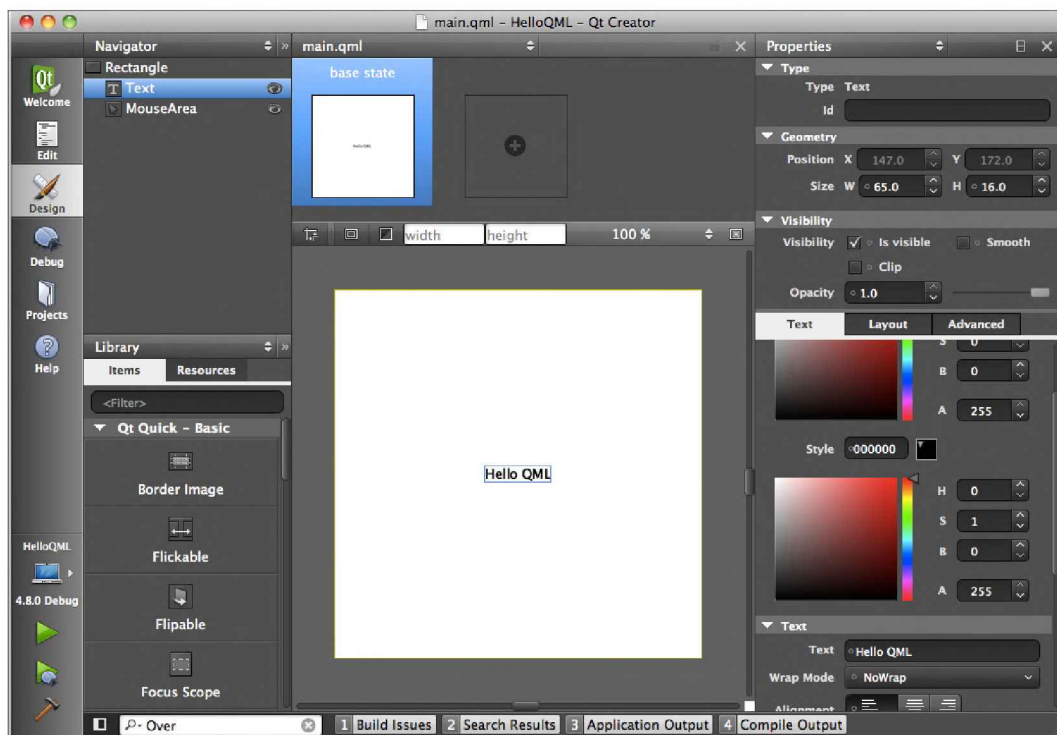 main.qml – HelloQML – Qt Creator
Qt
Welcome
Edit
Design
Debug
Projects
Help
HelloQML
4.8.0 Debug
Navigator
Rectangle
T Text
MouseArea
Library
Items Resources
<Filter>
Qt Quick – Basic
Border Image
Flickable
Flipable
Focus Scope
main.qml
base state
Hello QML
width height 100 %
Hello QML
Properties
Type
Type Text
Id
Geometry
Position X 147.0 Y 172.0
Size W 65.0 H 16.0
Visibility
Visibility Is visible Smooth
Clip
Opacity 1.0
Text Layout Advanced
S 0
B 0
A 255
Style 000000
H 0
S 1
B 0
A 255
Text
Text Hello QML
Wrap Mode NoWrap
Alignment
Over 1 Build Issues 2 Search Results 3 Application Output 4 Compile Output